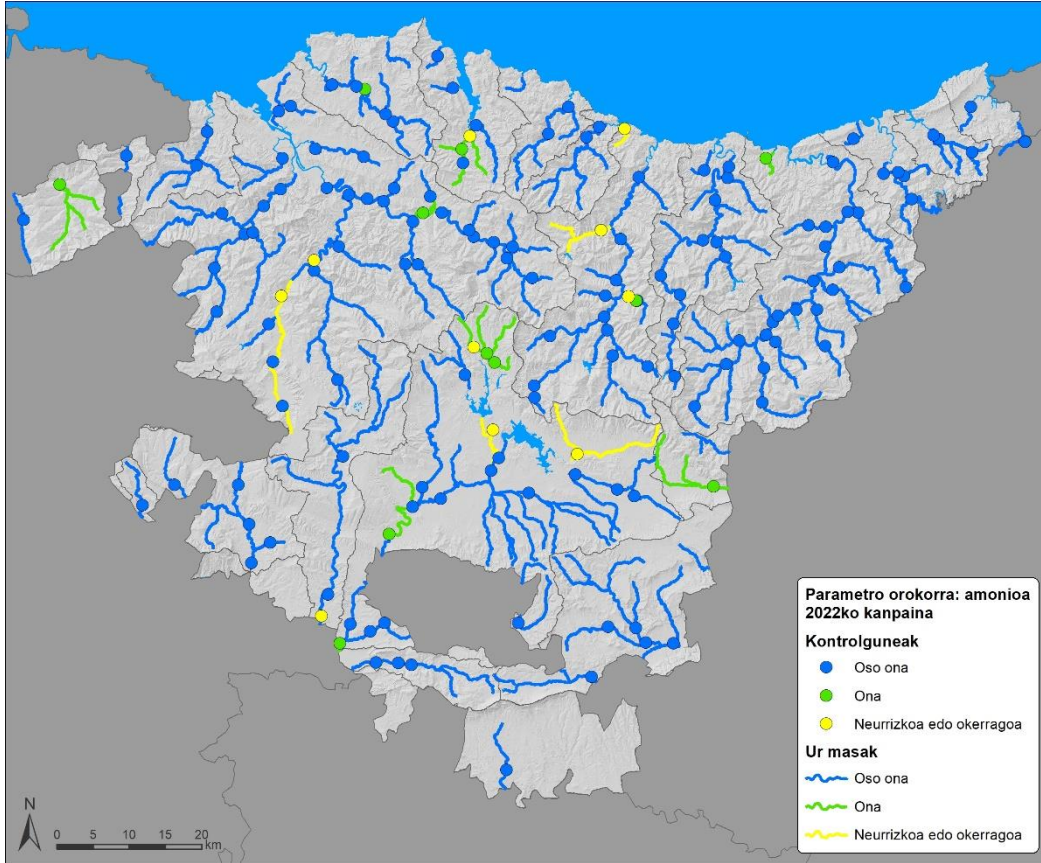 Parametro orokorra: amonioa
2022ko kanpaina
Kontrolguneak
Oso ona
Ona
Neurrizkoa edo okerragoa
Ur masak
Oso ona
Ona
Neurrizkoa edo okerragoa
N
0 5 10 15 20
km